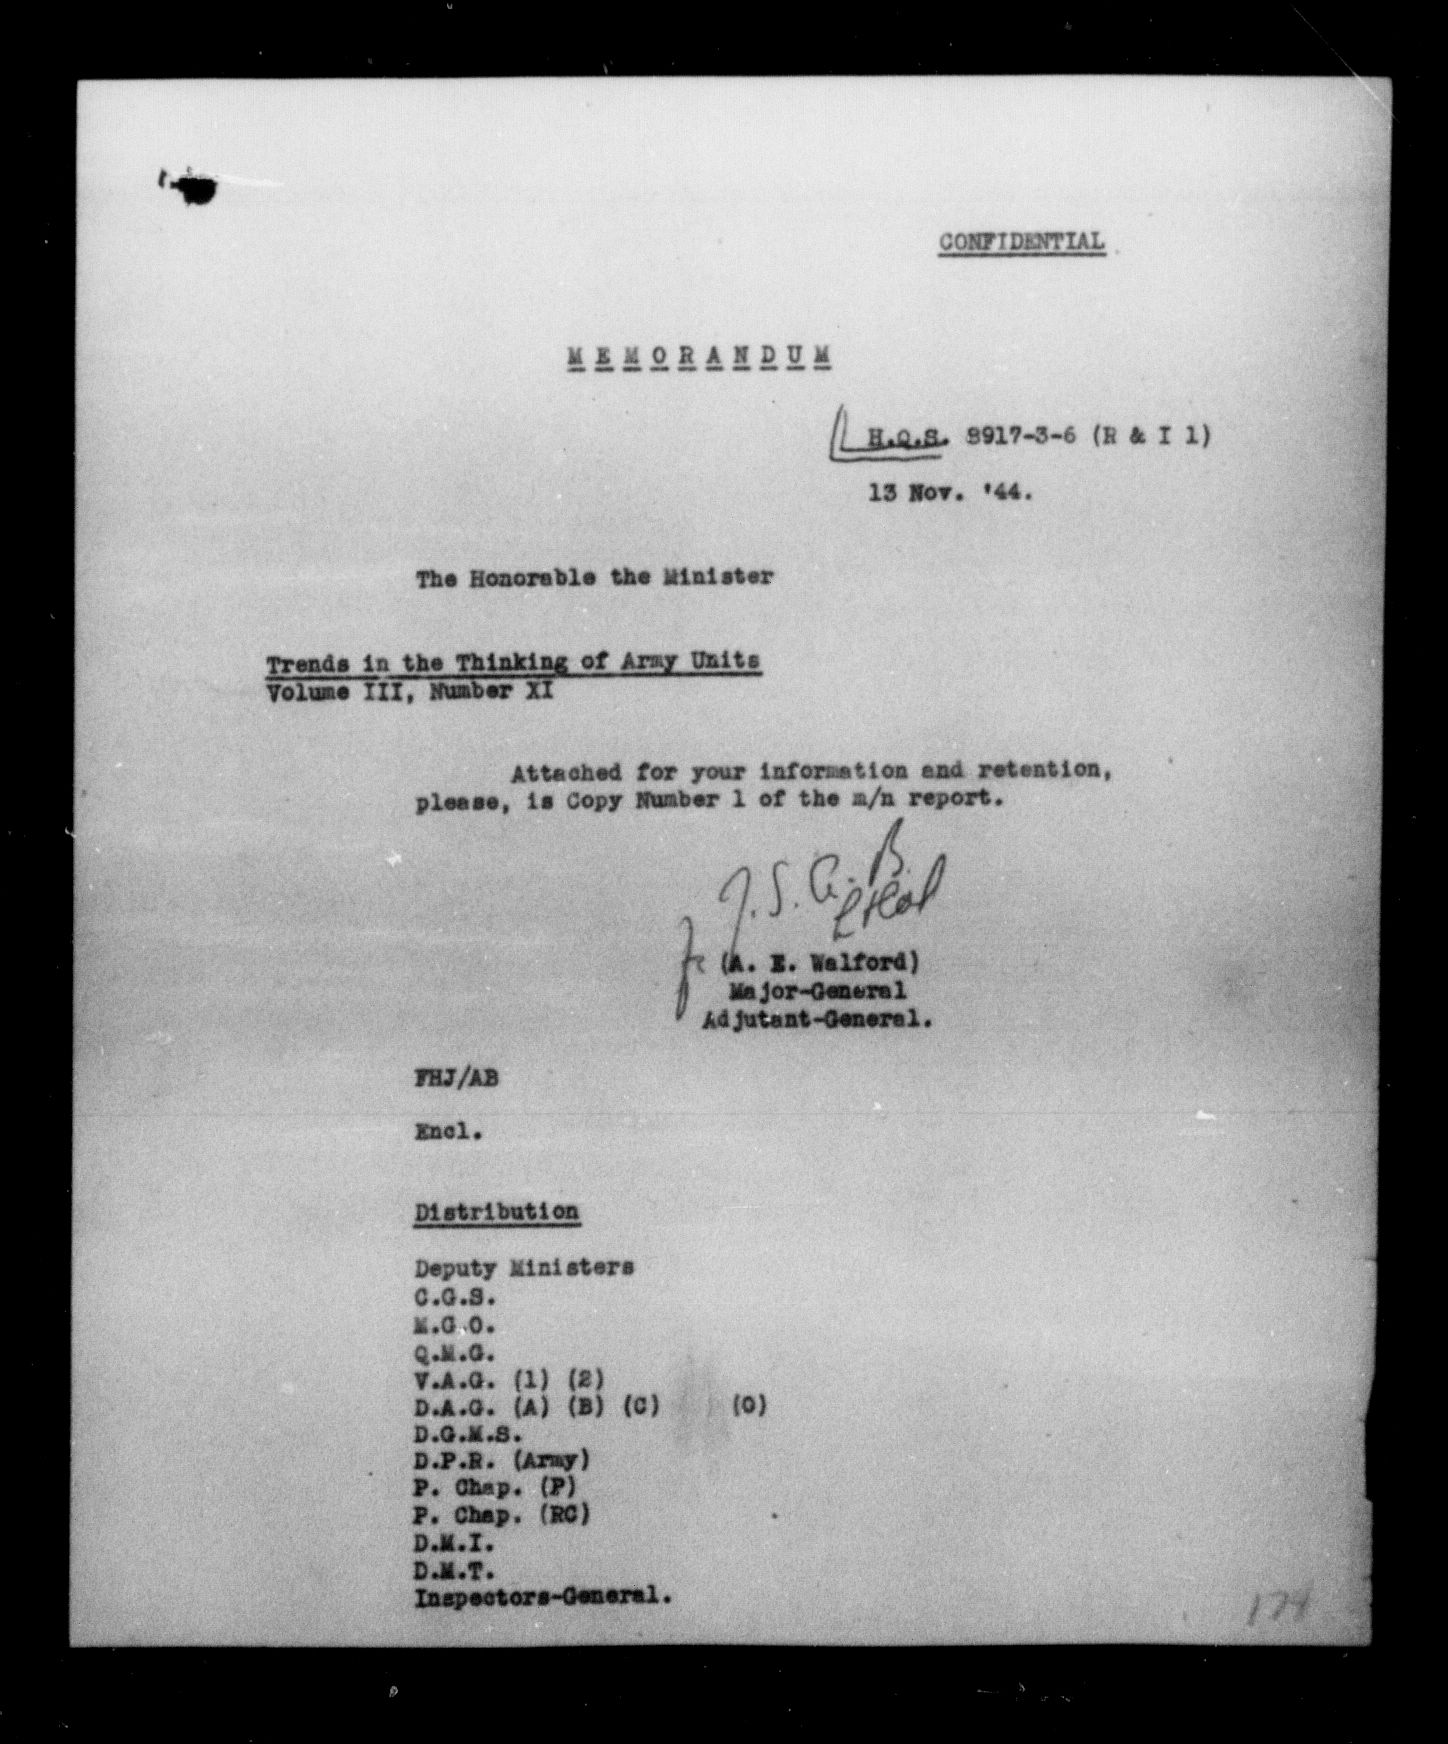 CONFIDENTIAL
MEMORANDUM
H.Q.S. 8917-3-6 (R & I 1)
13 Nov. '44.
The Honorable the Minister
Trends in the Thinking of Army Units
Volume III, Number XI
Attached for your information and retention,
please, is Copy Number 1 of the m/n report.
J.S.G.B.
(A. E. Walford)
Major-General
Adjutant-General.
FHJ/AB
Encl.
Distribution
Deputy Ministers
C.G.S.
M.G.O.
Q.M.G.
V.A.G. (1) (2)
D.A.G. (A) (B) (C) (O)
D.G.M.S.
D.P.R. (Army)
P. Chap. (P)
P. Chap. (RC)
D.M.I.
D.M.T.
Inspectors-General.